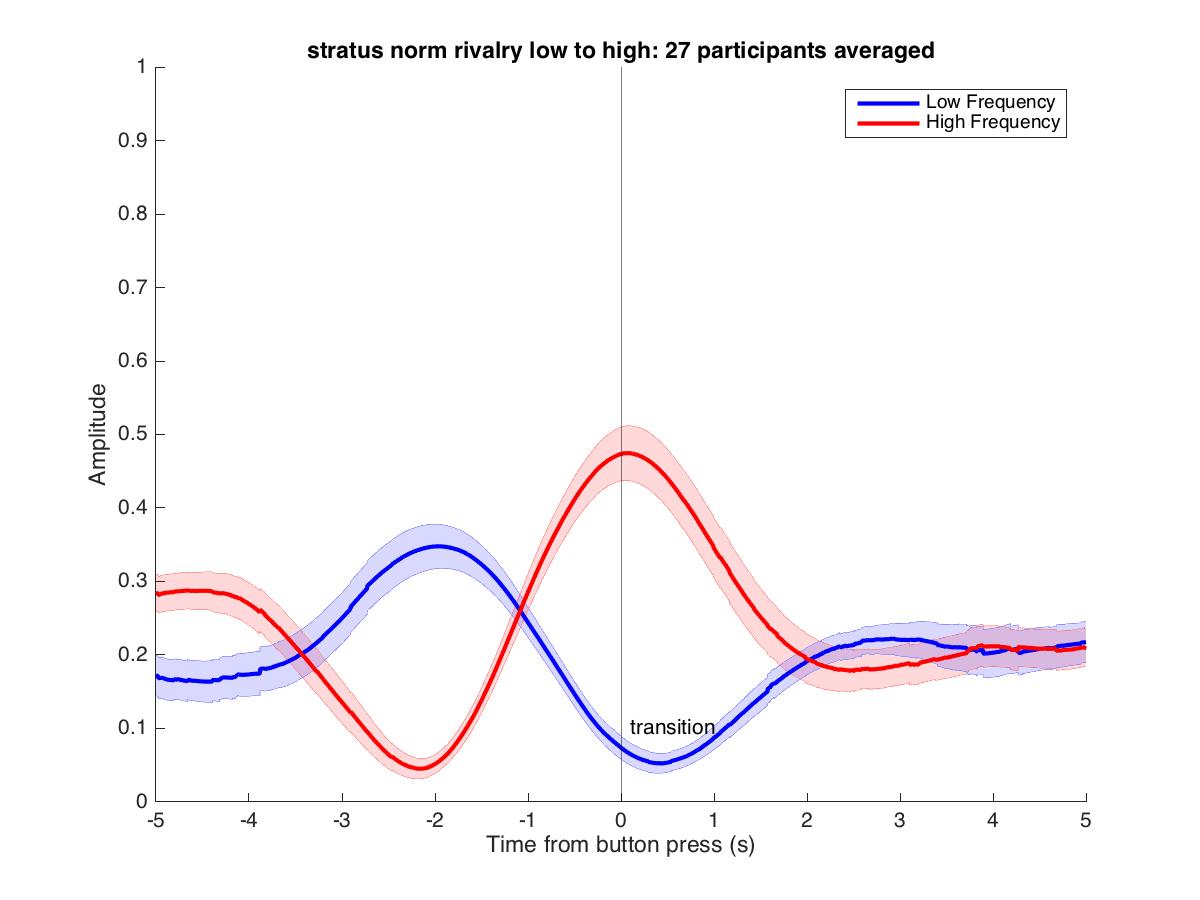 stratus norm rivalry low to high: 27 participants averaged
Low Frequency
High Frequency
1
0.9
0.8
0.7
0.6
0.5
0.4
0.3
0.2
0.1
0
Amplitude
transition
-5 -4 -3 -2 -1 0 1 2 3 4 5
Time from button press (s)